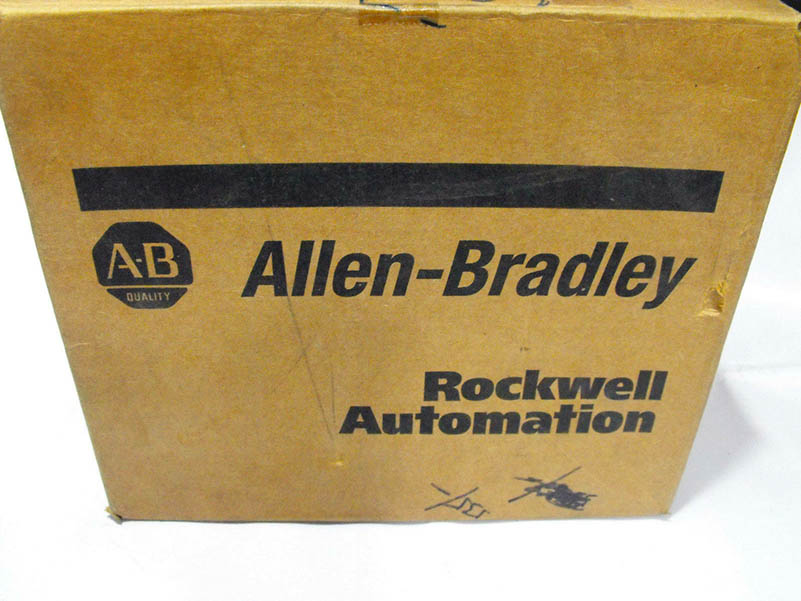 A·B
QUALITY
Allen-Bradley
Rockwell
Automation